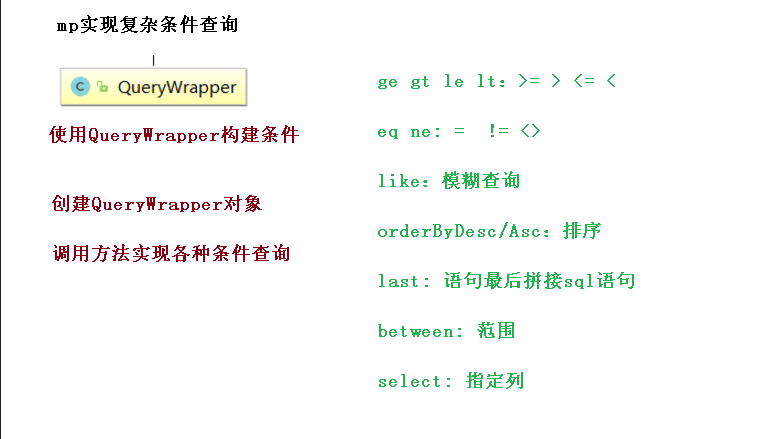 mp实现复杂条件查询
C QueryWrapper
使用QueryWrapper构建条件
创建QueryWrapper对象
调用方法实现各种条件查询
ge gt le lt：>= > <= <
eq ne: =  != <>
like：模糊查询
orderByDesc/Asc：排序
last: 语句最后拼接sql语句
between: 范围
select: 指定列